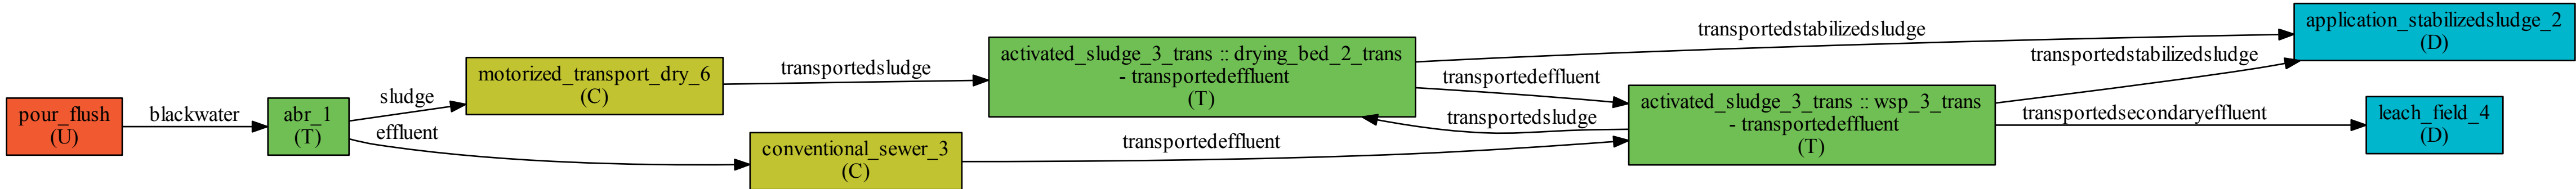 pour_flush
(U)
blackwater
abr_1
(T)
sludge
effluent
motorized_transport_dry_6
(C)
conventional_sewer_3
(C)
transportedsludge
transportedeffluent
activated_sludge_3_trans :: drying_bed_2_trans
- transportedeffluent
(T)
transportedstabilizedsludge
transportedeffluent
transportedsludge
activated_sludge_3_trans :: wsp_3_trans
- transportedeffluent
(T)
transportedstabilizedsludge
transportedsecondaryeffluent
application_stabilizedsludge_2
(D)
leach_field_4
(D)